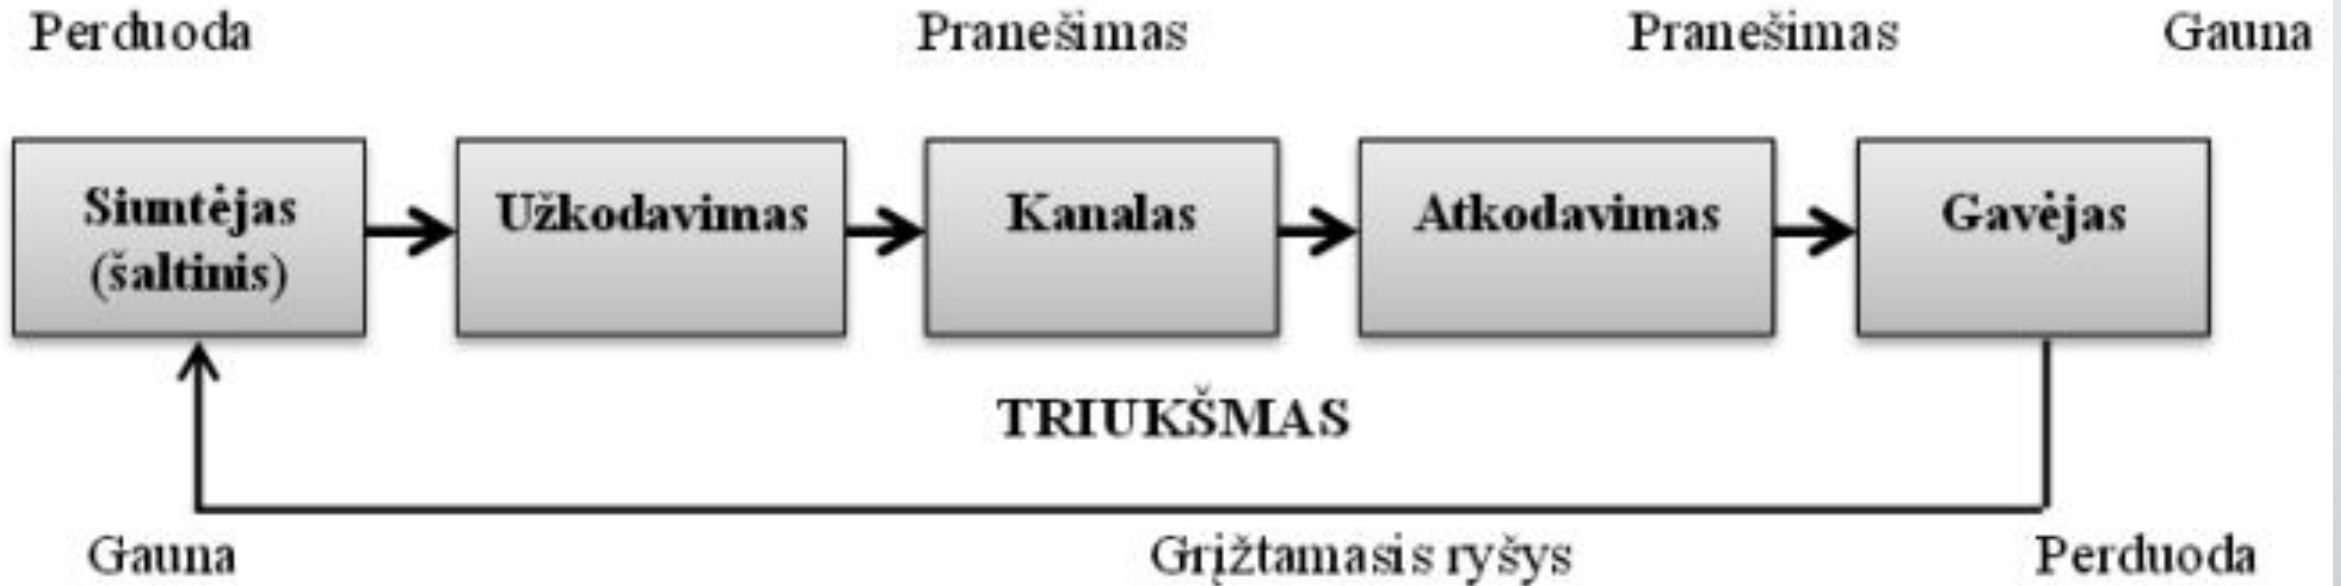 Perduoda Pranešimas Pranešimas Gauna
Siuntėjas
(šaltinis)
Užkodavimas
Kanalas
Atkodavimas
Gavėjas
TRIUKŠMAS
Gauna Grįžtamasis ryšys Perduoda